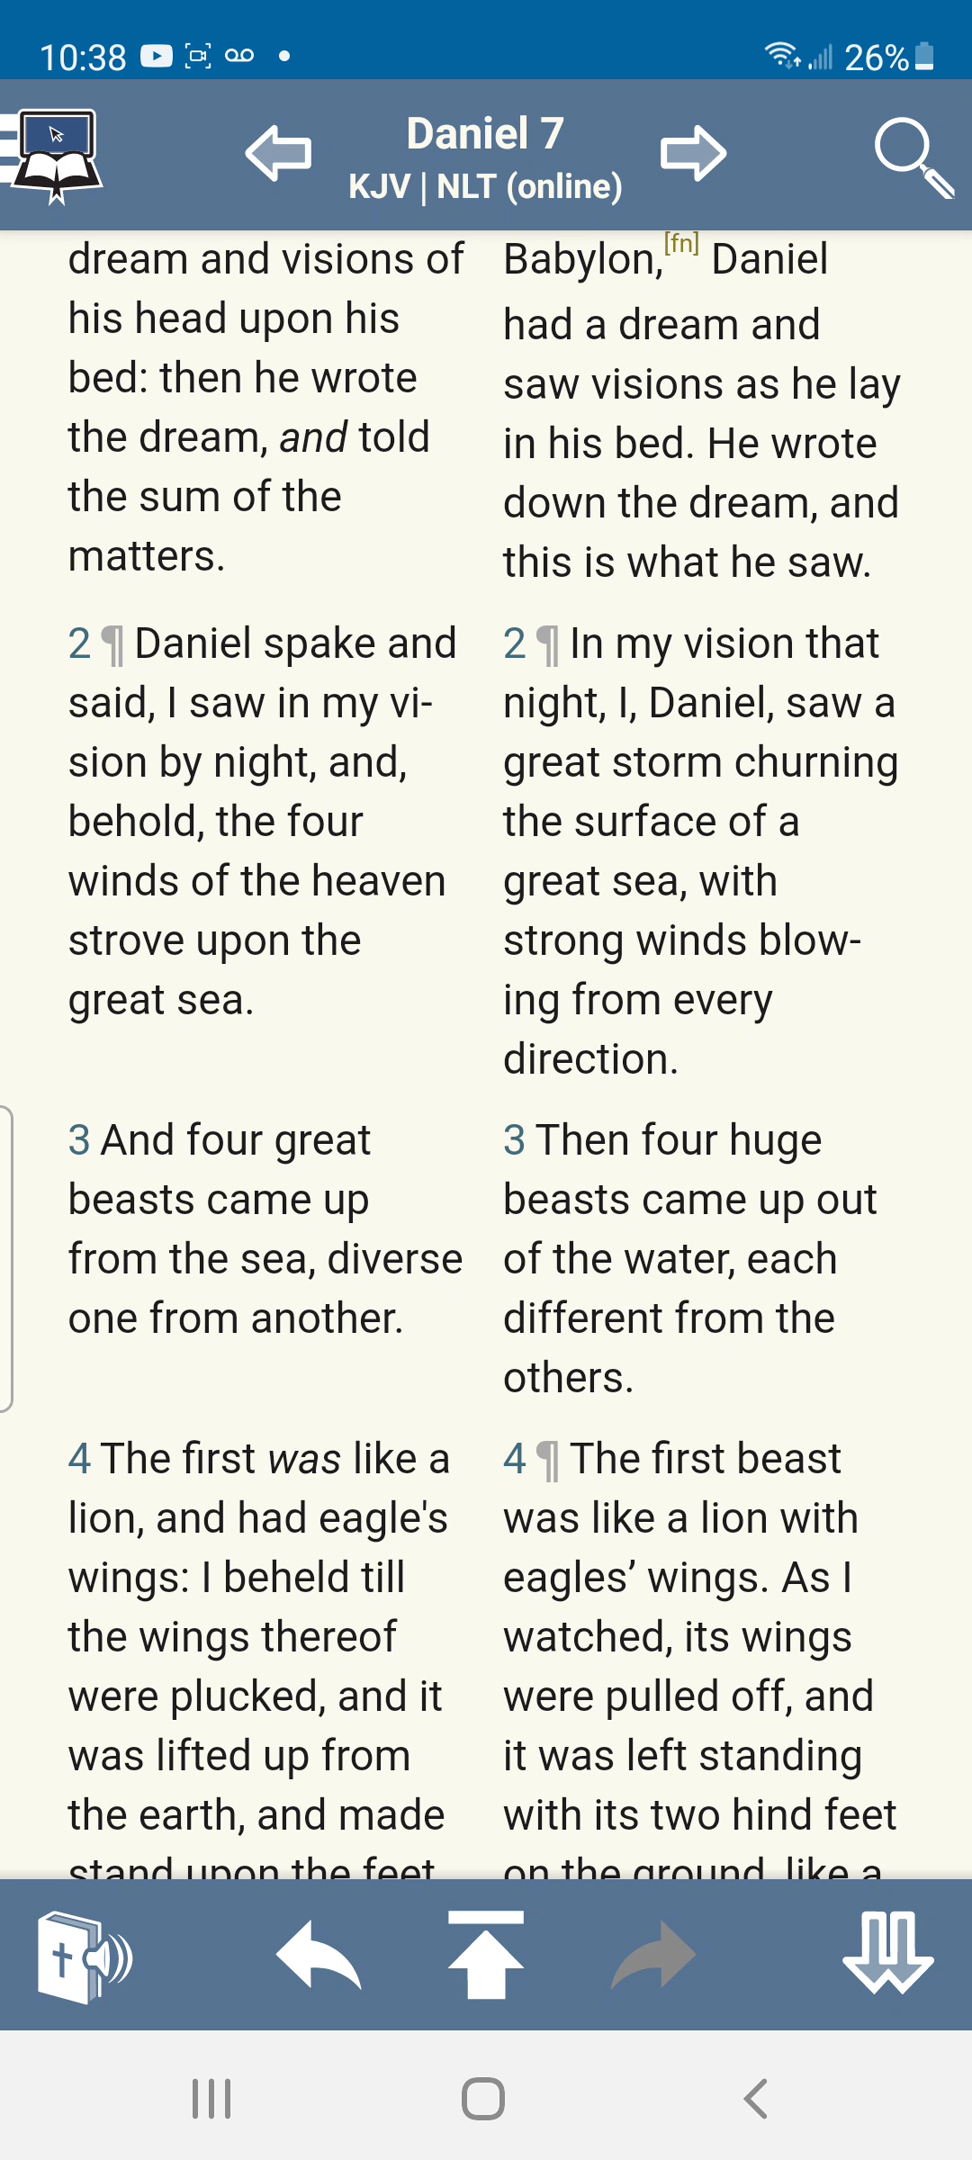 10:38
26%
Daniel 7
KJV | NLT (online)
dream and visions of
his head upon his
bed: then he wrote
the dream, and told
the sum of the
matters.
Babylon,[fn] Daniel
had a dream and
saw visions as he lay
in his bed. He wrote
down the dream, and
this is what he saw.
2 ¶ Daniel spake and
said, I saw in my vi-
sion by night, and,
behold, the four
winds of the heaven
strove upon the
great sea.
2 ¶ In my vision that
night, I, Daniel, saw a
great storm churning
the surface of a
great sea, with
strong winds blow-
ing from every
direction.
3 And four great
beasts came up
from the sea, diverse
one from another.
3 Then four huge
beasts came up out
of the water, each
different from the
others.
4 The first was like a
lion, and had eagle's
wings: I beheld till
the wings thereof
were plucked, and it
was lifted up from
the earth, and made
stand upon the feet
4 ¶ The first beast
was like a lion with
eagles’ wings. As I
watched, its wings
were pulled off, and
it was left standing
with its two hind feet
on the ground, like a